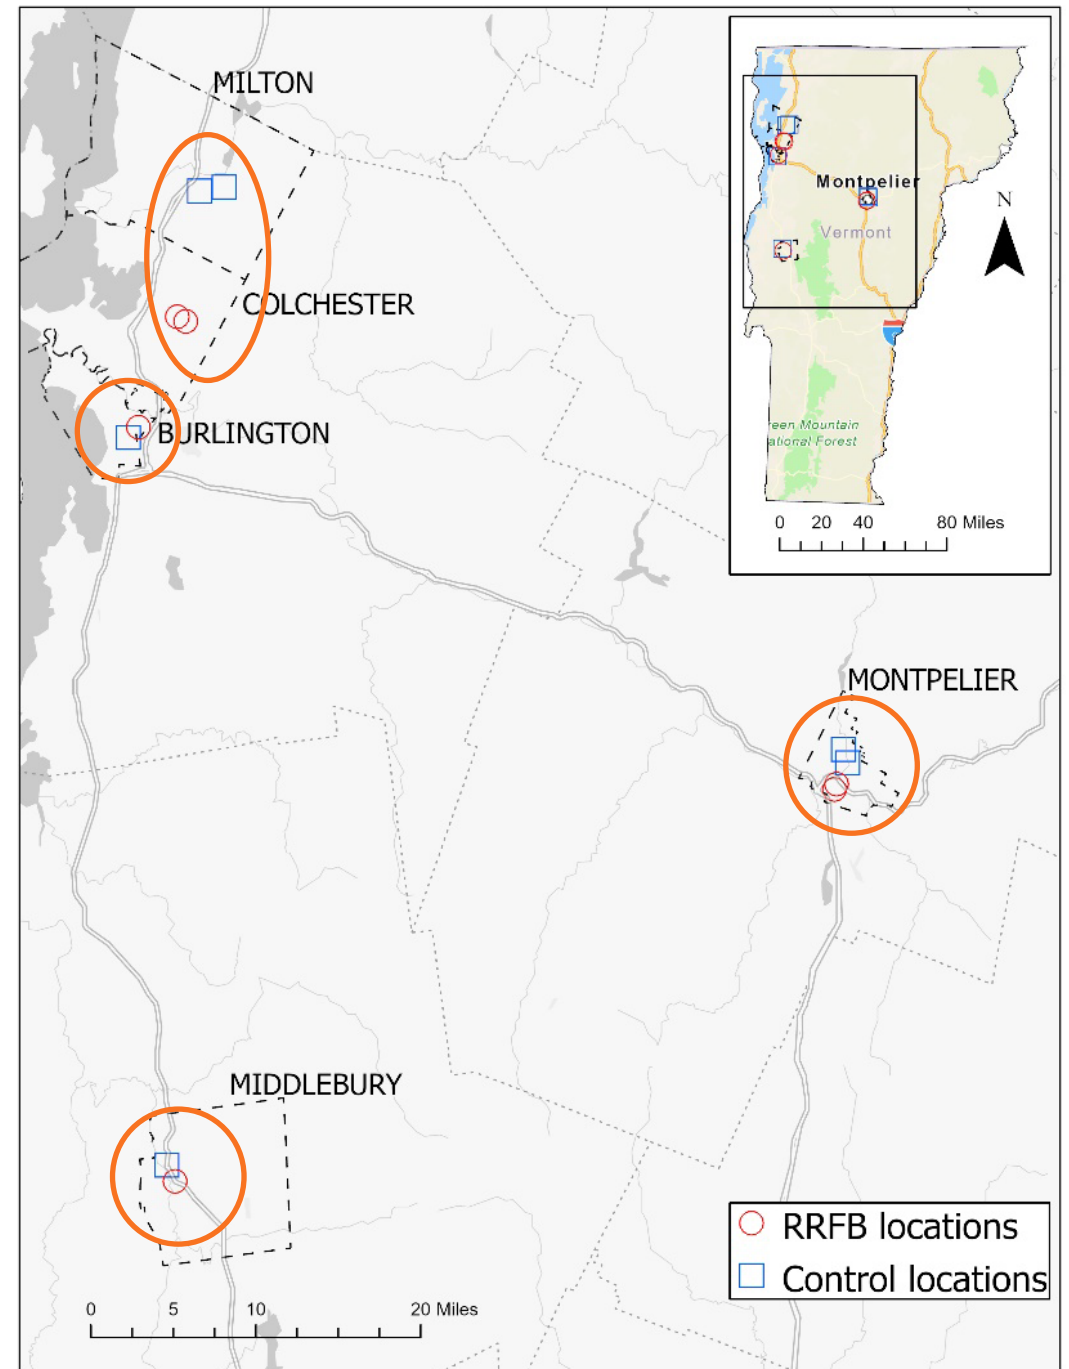 MILTON
COLCHESTER
BURLINGTON
MONTPELIER
MIDDLEBURY
0 5 10 20 Miles
Montpelier
Vermont
N
een Mountain
ational Forest
0 20 40 80 Miles
RRFB locations
Control locations